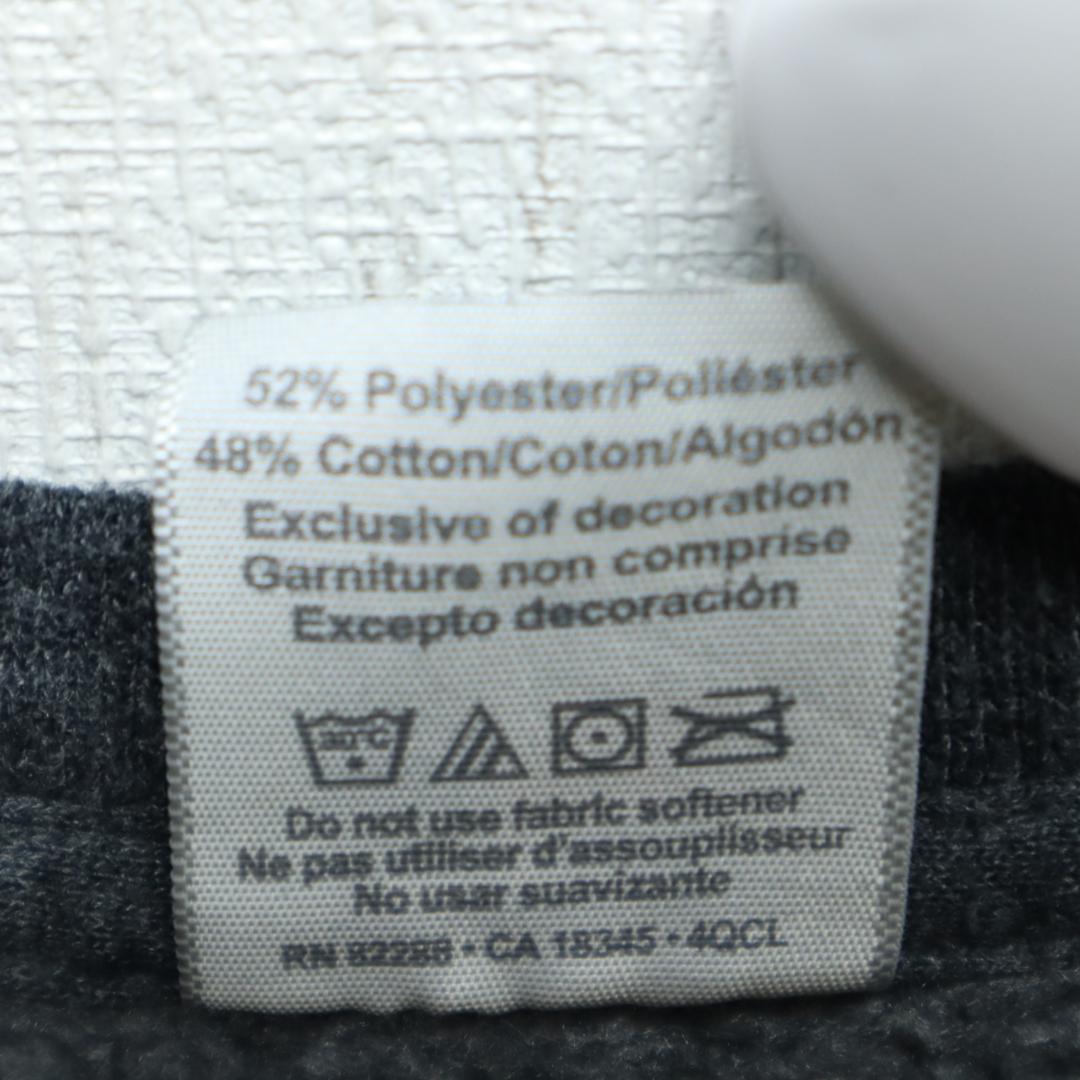 52% Polyester/Poliéster
48% Cotton/Coton/Algodón
Exclusive of decoration
Garniture non comprise
Excepto decoración
30°C
Do not use fabric softener
Ne pas utiliser d'assouplisseur
No usar suavizante
RN 82288 • CA 18345 • 4QCL